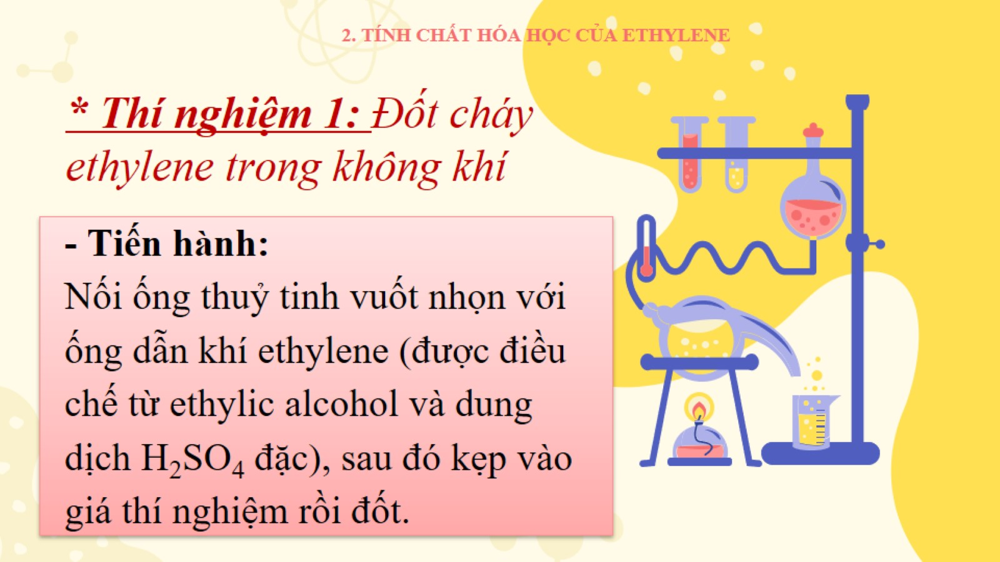 2. TÍNH CHẤT HÓA HỌC CỦA ETHYLENE
* Thí nghiệm 1: Đốt cháy
ethylene trong không khí
- Tiến hành:
Nối ống thuỷ tinh vuốt nhọn với
ống dẫn khí ethylene (được điều
chế từ ethylic alcohol và dung
dịch H₂SO₄ đặc), sau đó kẹp vào
giá thí nghiệm rồi đốt.